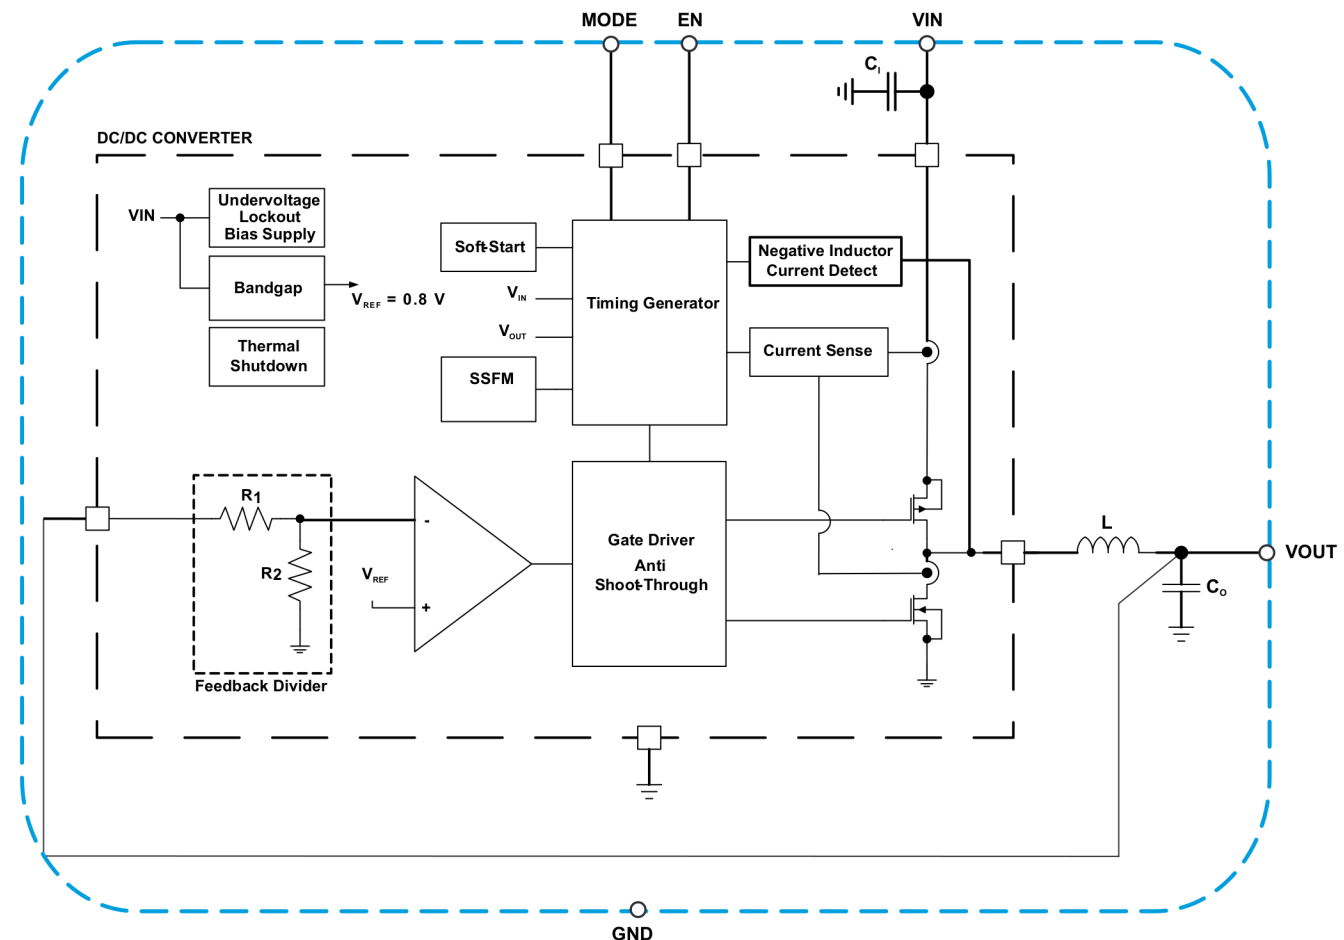 MODE
EN
VIN
CI
DC/DC CONVERTER
VIN
Undervoltage
Lockout
Bias Supply
Bandgap
VREF = 0.8 V
Thermal
Shutdown
Soft-Start
VIN
VOUT
SSFM
Timing Generator
Negative Inductor
Current Detect
Current Sense
R1
R2
Feedback Divider
-
VREF
+
Gate Driver
Anti
Shoot-Through
L
VOUT
CO
GND